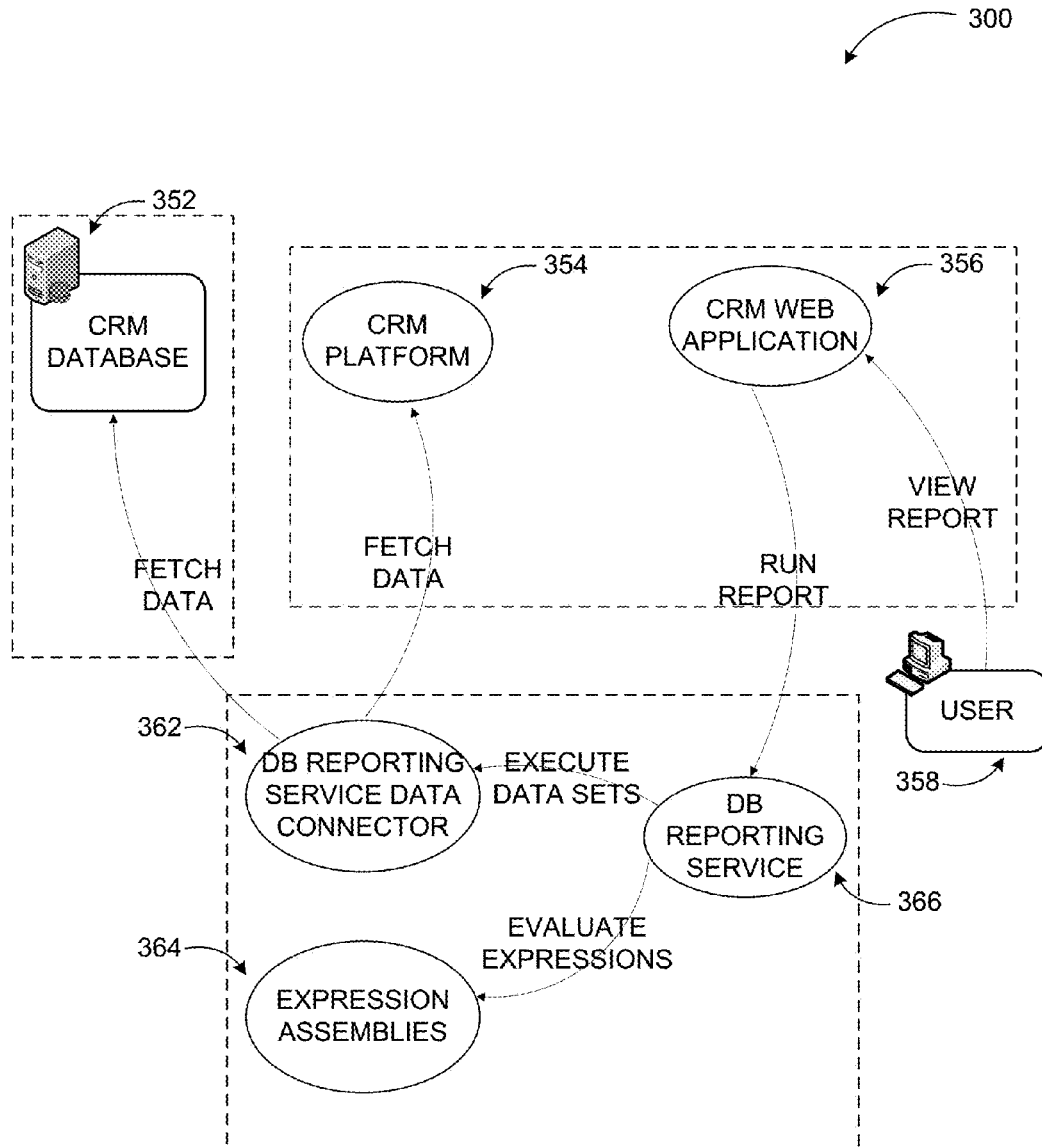 300
352
CRM
DATABASE
354
CRM
PLATFORM
356
CRM WEB
APPLICATION
VIEW
REPORT
FETCH
DATA
FETCH
DATA
RUN
REPORT
USER
358
362
DB REPORTING
SERVICE DATA
CONNECTOR
EXECUTE
DATA SETS
DB
REPORTING
SERVICE
366
EVALUATE
EXPRESSIONS
364
EXPRESSION
ASSEMBLIES